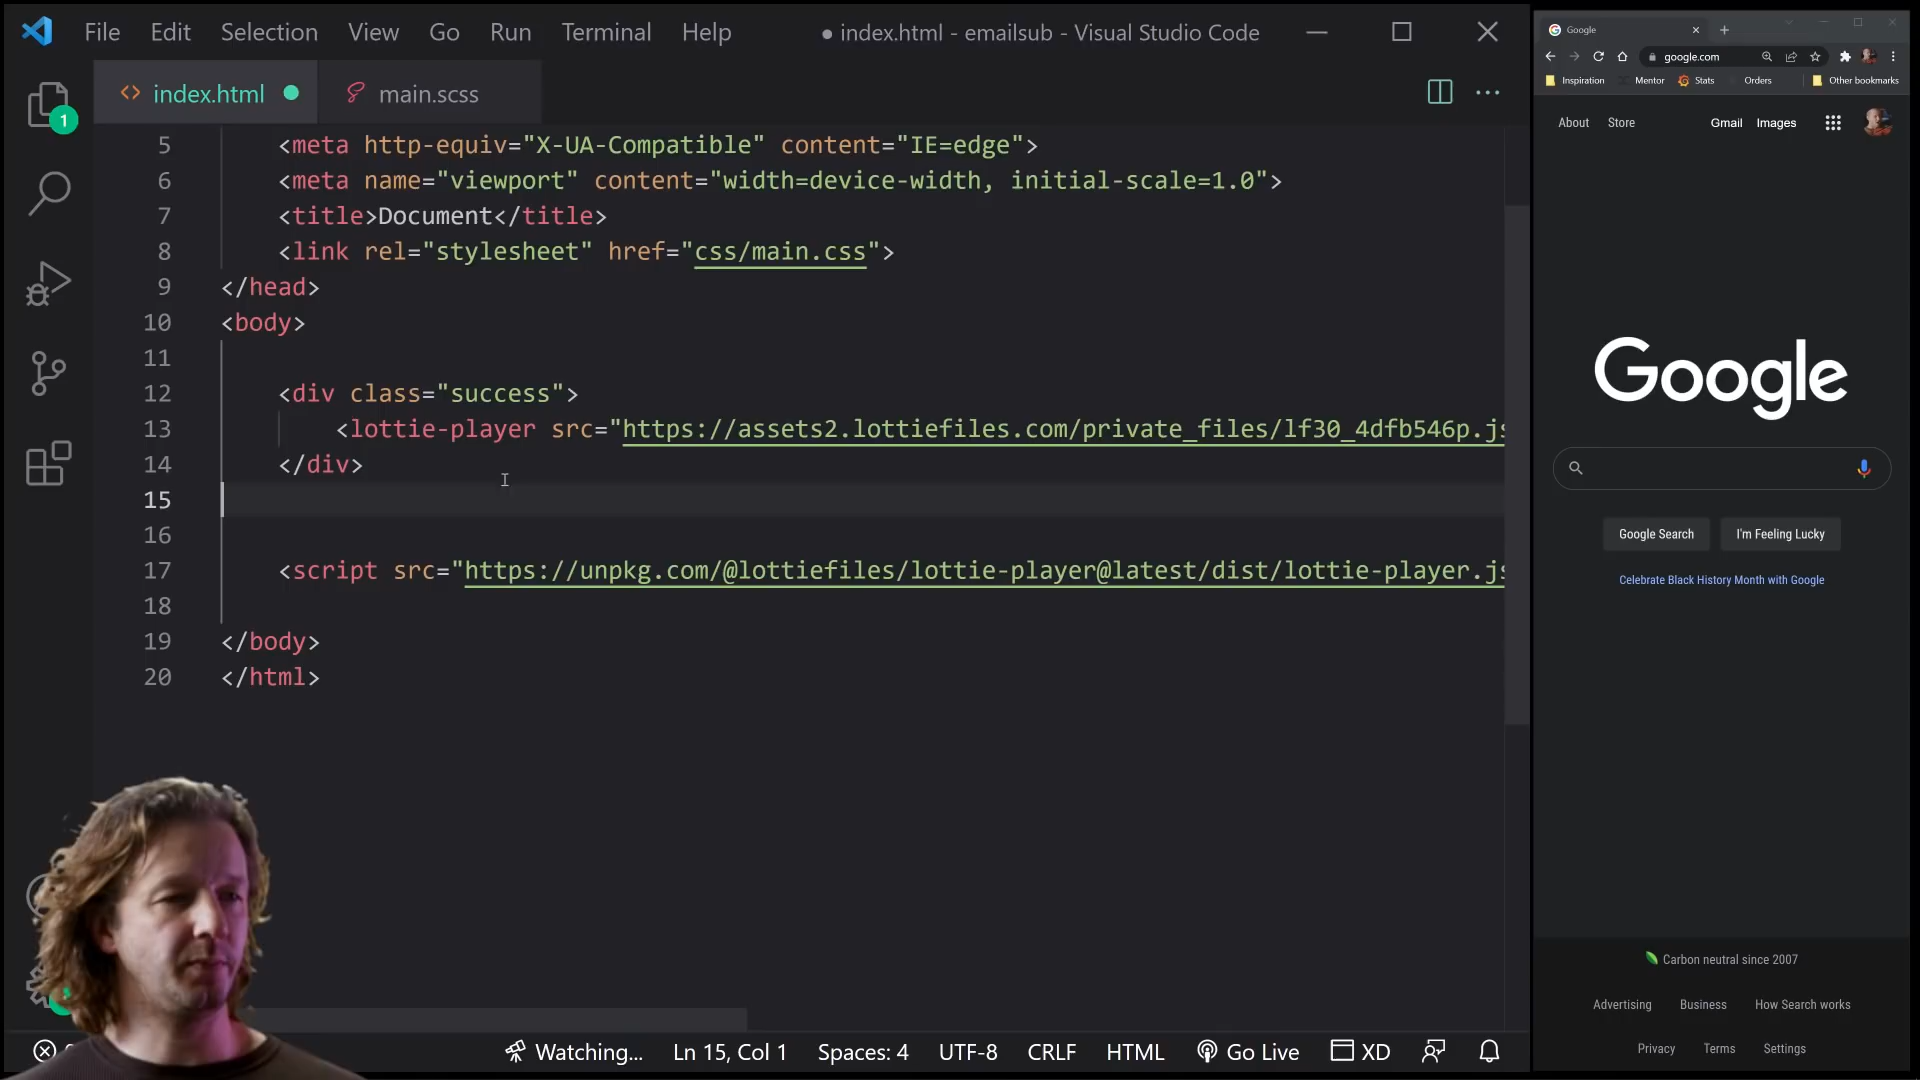 File Edit Selection View Go Run Terminal Help
● index.html - emailsub - Visual Studio Code
<> index.html
main.scss
1
5 <meta http-equiv="X-UA-Compatible" content="IE=edge">
6 <meta name="viewport" content="width=device-width, initial-scale=1.0">
7 <title>Document</title>
8 <link rel="stylesheet" href="css/main.css">
9 </head>
10 <body>
11
12 <div class="success">
13 <lottie-player src="https://assets2.lottiefiles.com/private_files/lf30_4dfb546p.js
14 </div>
15
16
17 <script src="https://unpkg.com/@lottiefiles/lottie-player@latest/dist/lottie-player.js
18
19 </body>
20 </html>
Watching... Ln 15, Col 1 Spaces: 4 UTF-8 CRLF HTML Go Live XD
Google
google.com
Inspiration Mentor Stats Orders Other bookmarks
About Store Gmail Images
Google
Google Search I'm Feeling Lucky
Celebrate Black History Month with Google
Carbon neutral since 2007
Advertising Business How Search works
Privacy Terms Settings